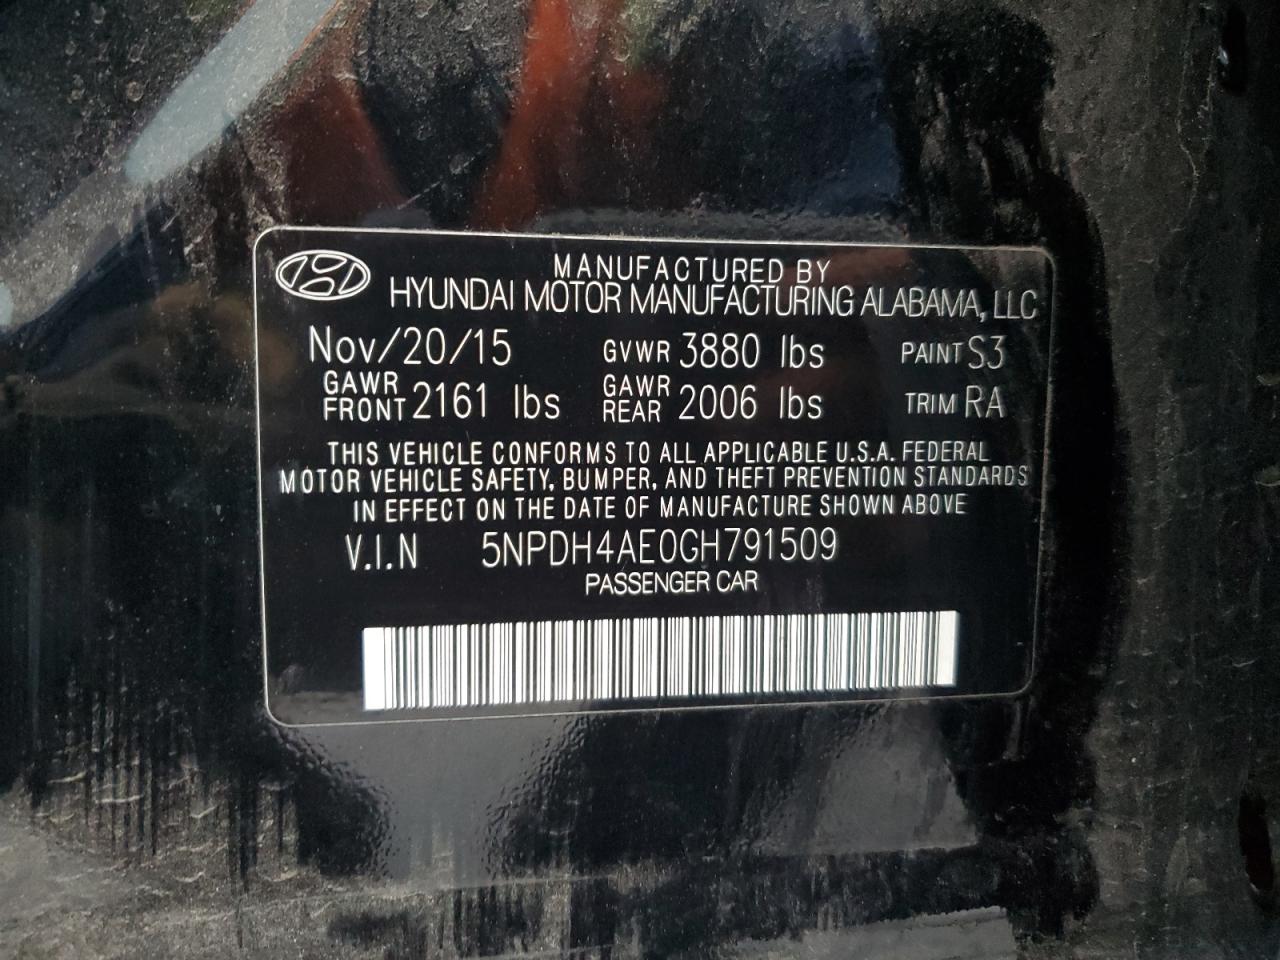 MANUFACTURED BY
HYUNDAI MOTOR MANUFACTURING ALABAMA, LLC
Nov/20/15 GVWR 3880 lbs PAINT S3
GAWR FRONT 2161 lbs GAWR REAR 2006 lbs TRIM RA
THIS VEHICLE CONFORMS TO ALL APPLICABLE U.S.A. FEDERAL
MOTOR VEHICLE SAFETY, BUMPER, AND THEFT PREVENTION STANDARDS
IN EFFECT ON THE DATE OF MANUFACTURE SHOWN ABOVE
V.I.N 5NPDH4AE0GH791509
PASSENGER CAR